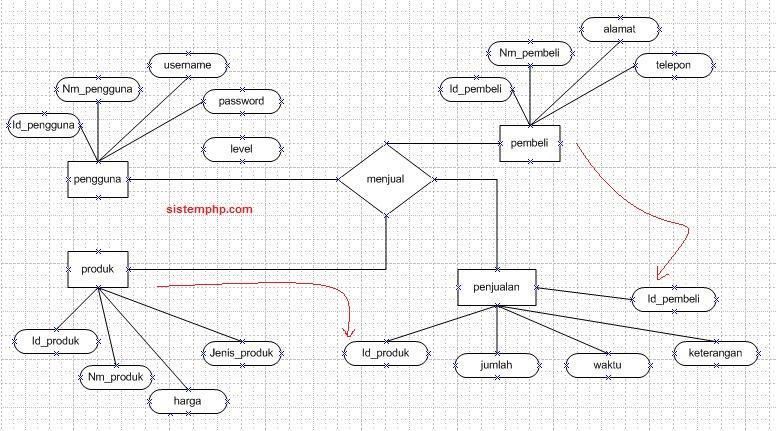 alamat
Nm_pembeli
username
telepon
Nm_pengguna
Id_pembeli
password
Id_pengguna
level
pembeli
pengguna
menjual
sistemphp.com
produk
penjualan
Id_pembeli
Id_produk
Jenis_produk
Id_produk
keterangan
jumlah
waktu
Nm_produk
harga